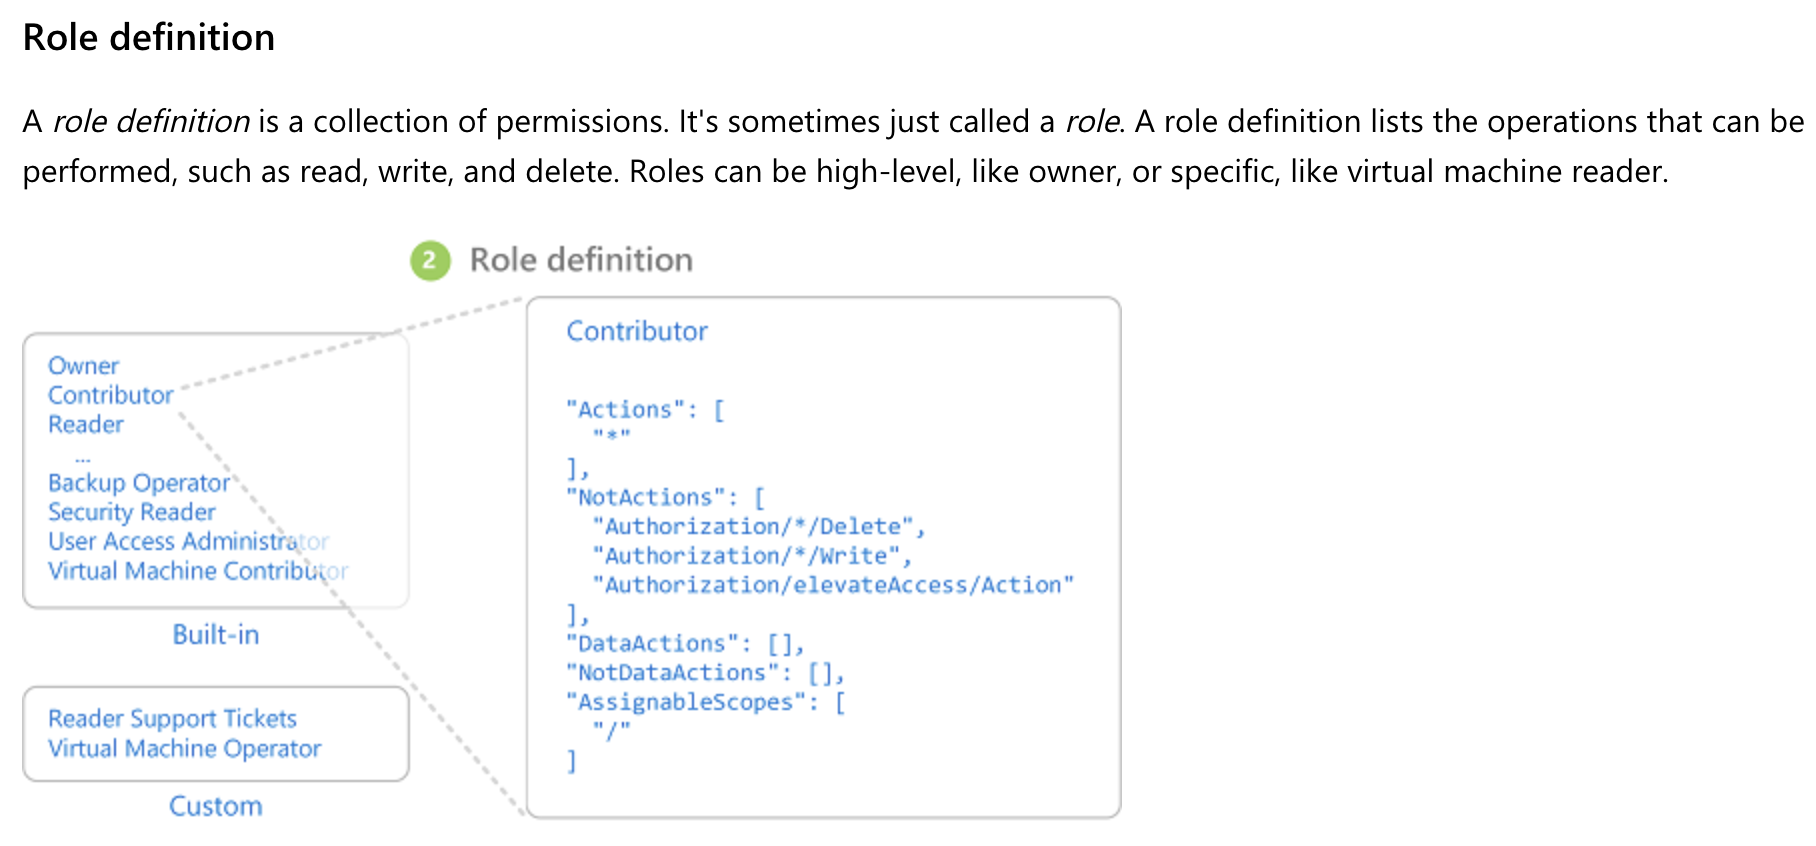 Role definition
A role definition is a collection of permissions. It's sometimes just called a role. A role definition lists the operations that can be
performed, such as read, write, and delete. Roles can be high-level, like owner, or specific, like virtual machine reader.
2 Role definition
Owner
Contributor
Reader
...
Backup Operator
Security Reader
User Access Administrator
Virtual Machine Contributor
Built-in
Reader Support Tickets
Virtual Machine Operator
Custom
Contributor
"Actions": [
"*"
],
"NotActions": [
"Authorization/*/Delete",
"Authorization/*/Write",
"Authorization/elevateAccess/Action"
],
"DataActions": [],
"NotDataActions": [],
"AssignableScopes": [
"/"
]